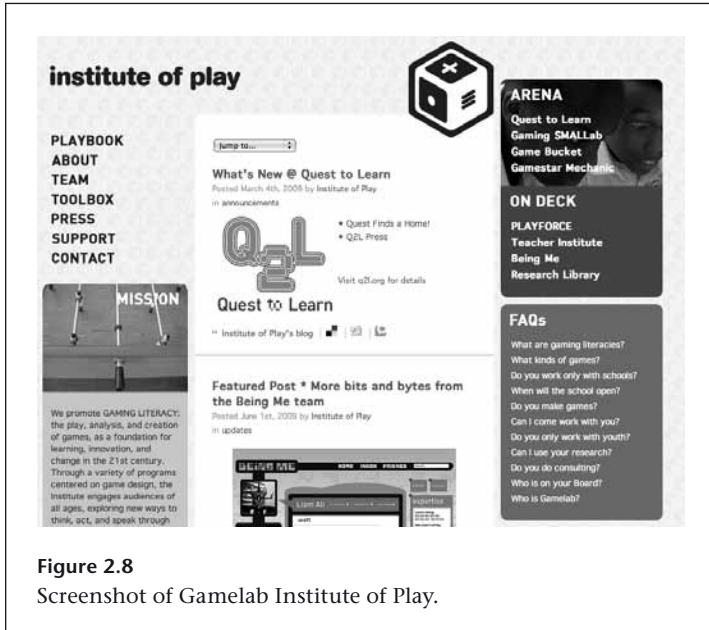 institute of play
PLAYBOOK
ABOUT
TEAM
TOOLBOX
PRESS
SUPPORT
CONTACT
MISSION
We promote GAMING LITERACY:
the play, analysis, and creation
of games, as a foundation for
learning, innovation, and
change in the 21st century.
Through a variety of programs
centered on game design, the
Institute engages audiences of
all ages, exploring new ways to
think, act, and speak through
Jump to...
What's New @ Quest to Learn
Posted March 4th, 2009 by Institute of Play
in announcements
Q2L
Quest to Learn
• Quest Finds a Home!
• Q2L Press
Visit q2l.org for details
Institute of Play's blog
Featured Post * More bits and bytes from
the Being Me team
Posted June 1st, 2009 by Institute of Play
in updates
BEING ME
HOME INBOX FRIENDS
Liam Ali
expertise
ARENA
Quest to Learn
Gaming SMALLab
Game Bucket
Gamestar Mechanic
ON DECK
PLAYFORCE
Teacher Institute
Being Me
Research Library
FAQs
What are gaming literacies?
What kinds of games?
Do you work only with schools?
When will the school open?
Do you make games?
Can I come work with you?
Do you only work with youth?
Can I use your research?
Do you do consulting?
Who is on your Board?
Who is Gamelab?
Figure 2.8
Screenshot of Gamelab Institute of Play.